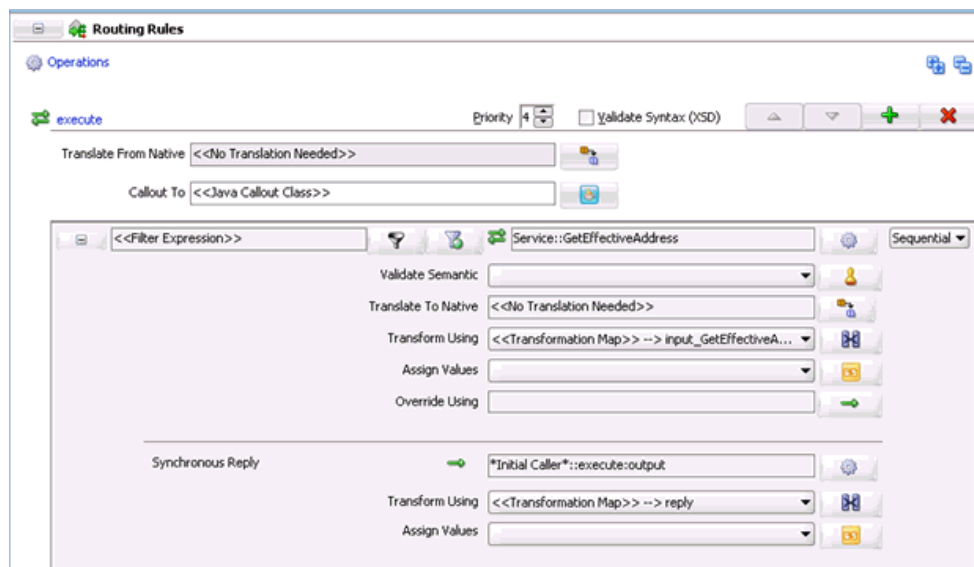 Routing Rules
Operations
execute Priority 4 Validate Syntax (XSD)
Translate From Native <<No Translation Needed>>
Callout To <<Java Callout Class>>
<<Filter Expression>> Service::GetEffectiveAddress Sequential
Validate Semantic
Translate To Native <<No Translation Needed>>
Transform Using <<Transformation Map>> --> input_GetEffectiveA...
Assign Values
Override Using
Synchronous Reply *Initial Caller*::execute:output
Transform Using <<Transformation Map>> --> reply
Assign Values